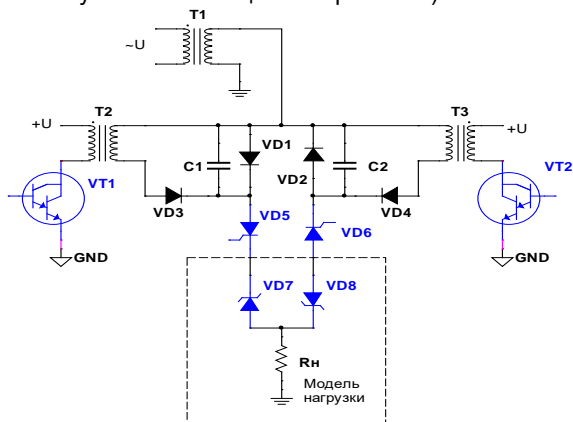 T1
~U
T2
T3
+U
+U
VD1
C1
C2
VD2
VT1
VT2
VD3
VD4
VD5
VD6
GND
GND
VD7
VD8
Rн
Модель
нагрузки